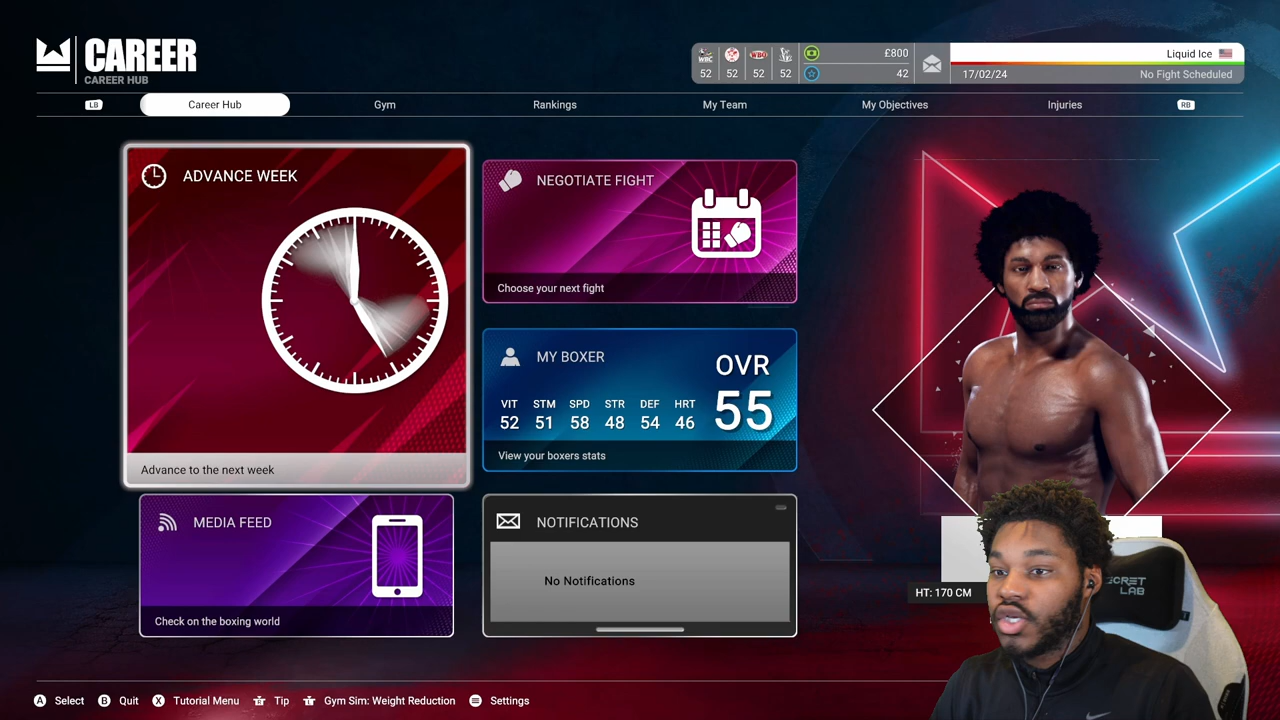 CAREER
CAREER HUB
WBC
WBO
52 52 52 52
£800
42
Liquid Ice
17/02/24
No Fight Scheduled
LB
Career Hub
Gym
Rankings
My Team
My Objectives
Injuries
RB
ADVANCE WEEK
Advance to the next week
NEGOTIATE FIGHT
Choose your next fight
MY BOXER
OVR
VIT STM SPD STR DEF HRT
52 51 58 48 54 46
55
View your boxers stats
MEDIA FEED
Check on the boxing world
NOTIFICATIONS
No Notifications
HT: 170 CM
ECRET
LAB
A Select
B Quit
X Tutorial Menu
Tip
Gym Sim: Weight Reduction
Settings